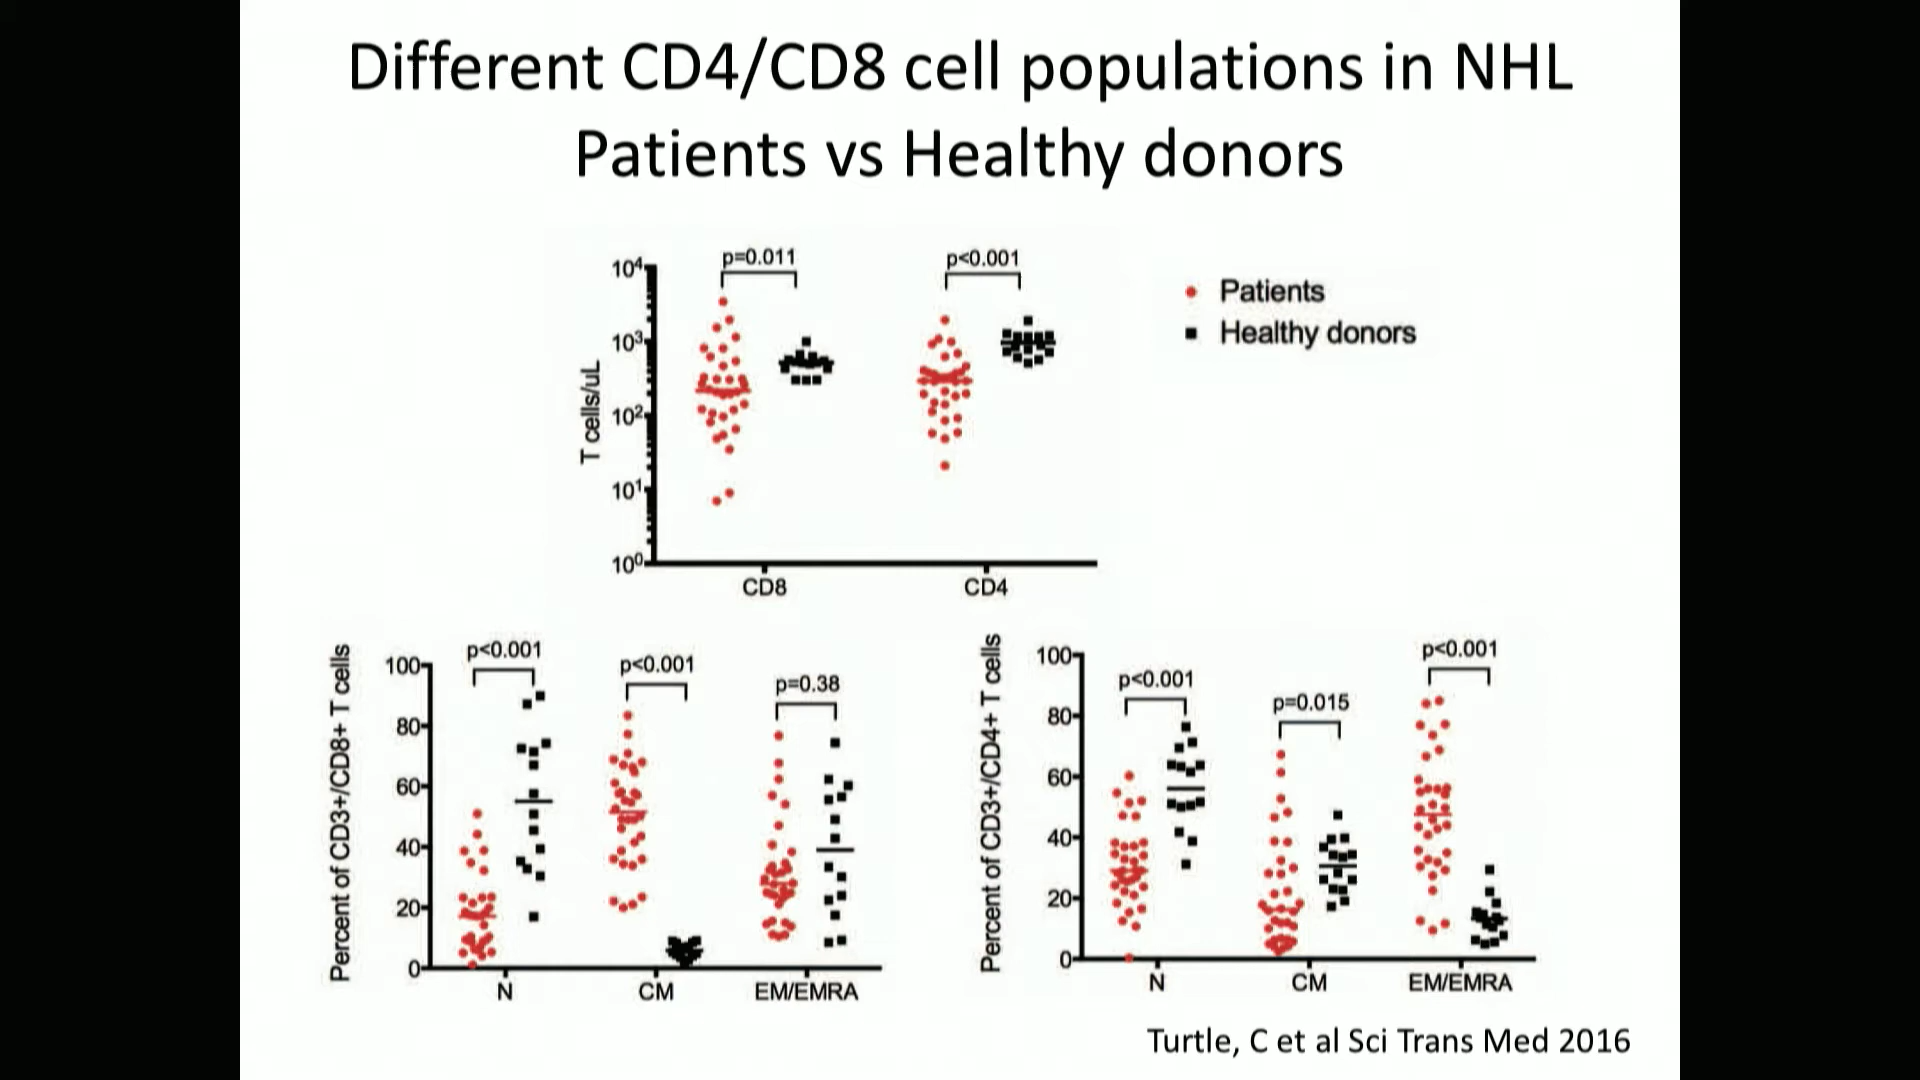 Different CD4/CD8 cell populations in NHL
Patients vs Healthy donors
p=0.011
p<0.001
Patients
Healthy donors
T cells/uL
10⁴
10³
10²
10¹
10⁰
CD8
CD4
Percent of CD3+/CD8+ T cells
100
80
60
40
20
0
p<0.001
p<0.001
p=0.38
N
CM
EM/EMRA
Percent of CD3+/CD4+ T cells
100
80
60
40
20
0
p<0.001
p=0.015
p<0.001
N
CM
EM/EMRA
Turtle, C et al Sci Trans Med 2016